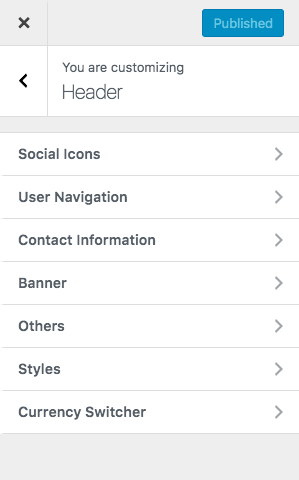 Published
You are customizing
Header
Social Icons
User Navigation
Contact Information
Banner
Others
Styles
Currency Switcher